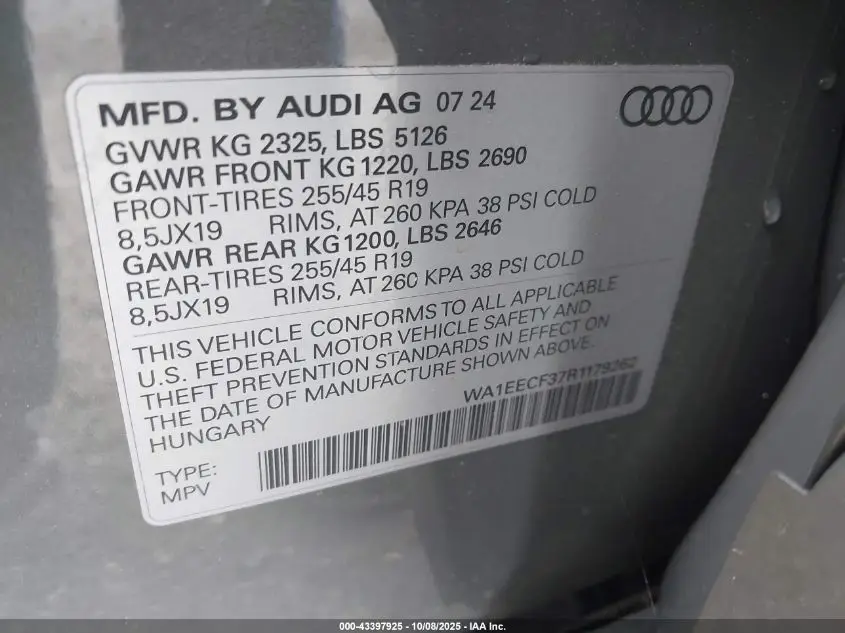 MFD. BY AUDI AG 07 24
GVWR KG 2325, LBS 5126
GAWR FRONT KG 1220, LBS 2690
FRONT-TIRES 255/45 R19
8,5JX19 RIMS, AT 260 KPA 38 PSI COLD
GAWR REAR KG 1200, LBS 2646
REAR-TIRES 255/45 R19
8,5JX19 RIMS, AT 260 KPA 38 PSI COLD
THIS VEHICLE CONFORMS TO ALL APPLICABLE
U.S. FEDERAL MOTOR VEHICLE SAFETY AND
THEFT PREVENTION STANDARDS IN EFFECT ON
THE DATE OF MANUFACTURE SHOWN ABOVE.
HUNGARY
WA1EECF37R1179262
TYPE:
MPV
000-43397925 - 10/08/2025 - IAA Inc.